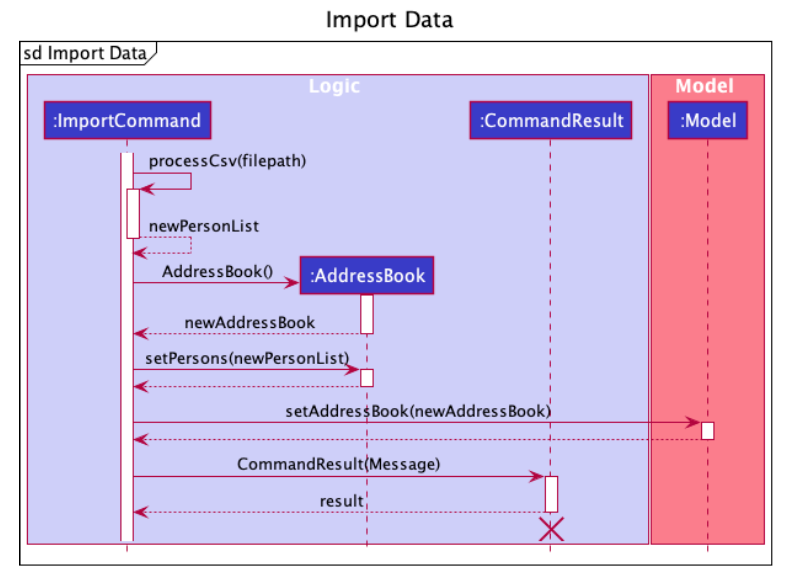 Import Data
sd Import Data
Logic
Model
:ImportCommand
:CommandResult
:Model
processCsv(filepath)
newPersonList
AddressBook()
:AddressBook
newAddressBook
setPersons(newPersonList)
setAddressBook(newAddressBook)
CommandResult(Message)
result